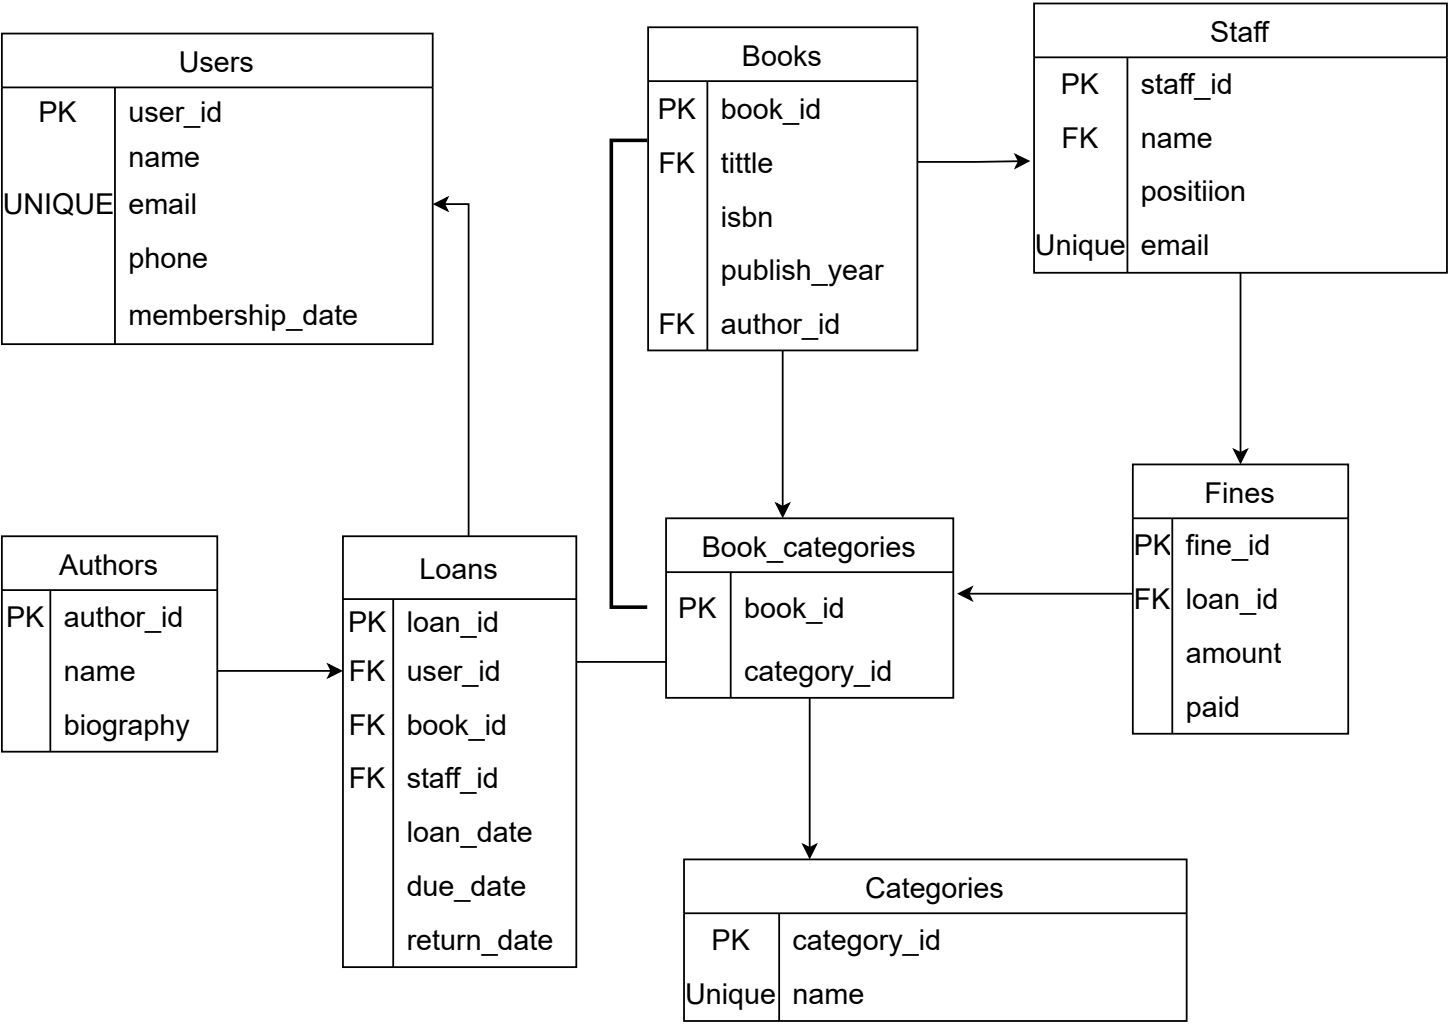 Users
PK user_id
name
UNIQUE email
phone
membership_date
Books
PK book_id
FK tittle
isbn
publish_year
FK author_id
Staff
PK staff_id
FK name
positiion
Unique email
Authors
PK author_id
name
biography
Loans
PK loan_id
FK user_id
FK book_id
FK staff_id
loan_date
due_date
return_date
Book_categories
PK book_id
category_id
Fines
PK fine_id
FK loan_id
amount
paid
Categories
PK category_id
Unique name